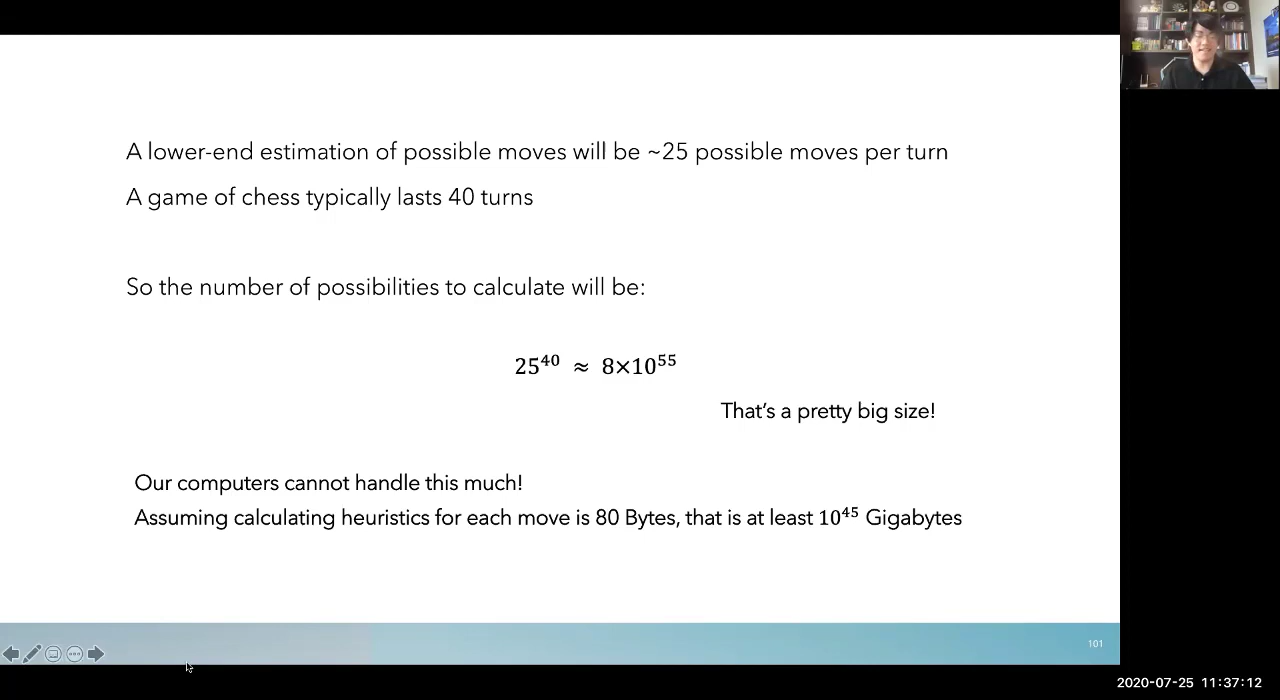 A lower-end estimation of possible moves will be ~25 possible moves per turn
A game of chess typically lasts 40 turns
So the number of possibilities to calculate will be:
25⁴⁰ ≈ 8×10⁵⁵
That's a pretty big size!
Our computers cannot handle this much!
Assuming calculating heuristics for each move is 80 Bytes, that is at least 10⁴⁵ Gigabytes
101
2020-07-25 11:37:12